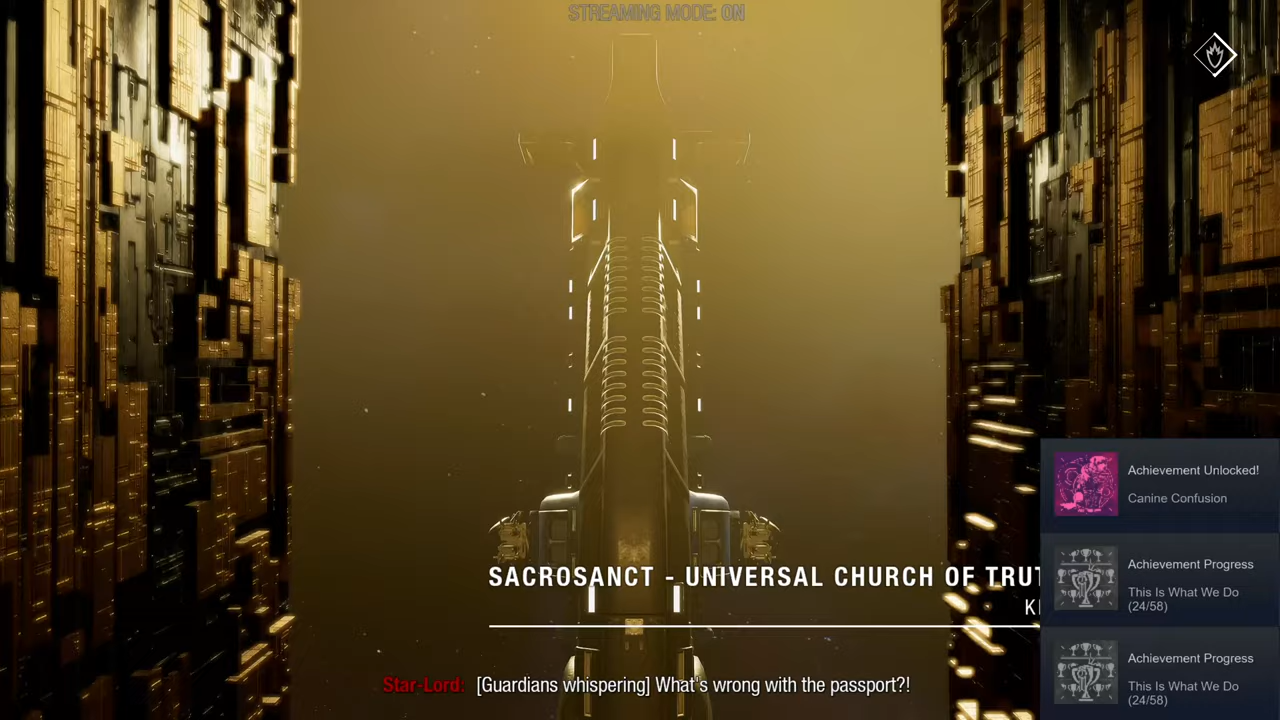 STREAMING MODE: ON
Achievement Unlocked!
Canine Confusion
Achievement Progress
This Is What We Do
(24/58)
SACROSANCT - UNIVERSAL CHURCH OF TRUT
K
Achievement Progress
This Is What We Do
(24/58)
Star-Lord: [Guardians whispering] What's wrong with the passport?!